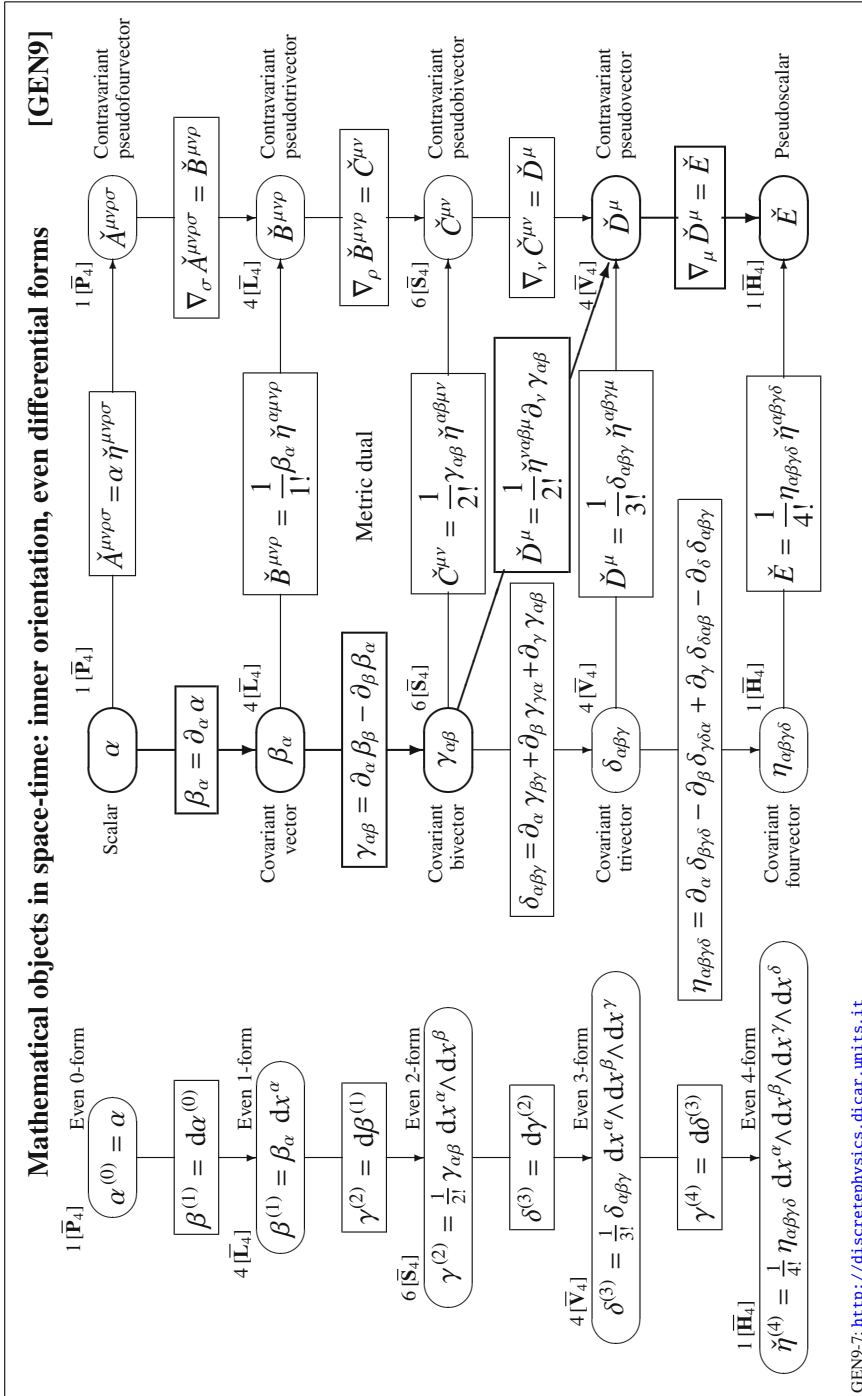 Mathematical objects in space-time: inner orientation, even differential forms [GEN9]
1 [P̅₄] Even 0-form
α⁽⁰⁾ = α
β⁽¹⁾ = dα⁽⁰⁾
4 [L̅₄] Even 1-form
β⁽¹⁾ = β_α dx^α
γ⁽²⁾ = dβ⁽¹⁾
6 [S̅₄] Even 2-form
γ⁽²⁾ = 1/2! γ_αβ dx^α ∧ dx^β
δ⁽³⁾ = dγ⁽²⁾
4 [V̅₄] Even 3-form
δ⁽³⁾ = 1/3! δ_αβγ dx^α ∧ dx^β ∧ dx^γ
γ⁽⁴⁾ = dδ⁽³⁾
1 [H̅₄] Even 4-form
η̌⁽⁴⁾ = 1/4! η_αβγδ dx^α ∧ dx^β ∧ dx^γ ∧ dx^δ
Scalar
α
1 [P̅₄]
β_α = ∂_α α
Covariant
vector
β_α
4 [L̅₄]
γ_αβ = ∂_α β_β − ∂_β β_α
Covariant
bivector
γ_αβ
6 [S̅₄]
δ_αβγ = ∂_α γ_βγ + ∂_β γ_γα + ∂_γ γ_αβ
Covariant
trivector
δ_αβγ
4 [V̅₄]
η_αβγδ = ∂_α δ_βγδ − ∂_β δ_γδα + ∂_γ δ_δαβ − ∂_δ δ_αβγ
Covariant
fourvector
η_αβγδ
1 [H̅₄]
Ǎ^μνρσ = α η̌^μνρσ
B̌^μνρ = 1/1! β_α η̌^αμνρ
Metric dual
Č^μν = 1/2! γ_αβ η̌^αβμν
Ď^μ = 1/2! η̌^ναβμ ∂_ν γ_αβ
Ď^μ = 1/3! δ_αβγ η̌^αβγμ
Ě = 1/4! η_αβγδ η̌^αβγδ
1 [P̅₄]
Ǎ^μνρσ
Contravariant
pseudofourvector
∇_σ Ǎ^μνρσ = B̌^μνρ
4 [L̅₄]
B̌^μνρ
Contravariant
pseudotrivector
∇_ρ B̌^μνρ = Č^μν
6 [S̅₄]
Č^μν
Contravariant
pseudobivector
∇_ν Č^μν = Ď^μ
4 [V̅₄]
Ď^μ
Contravariant
pseudovector
∇_μ Ď^μ = Ě
1 [H̅₄]
Ě
Pseudoscalar
GEN9-7: http://discretephysics.dicar.units.it